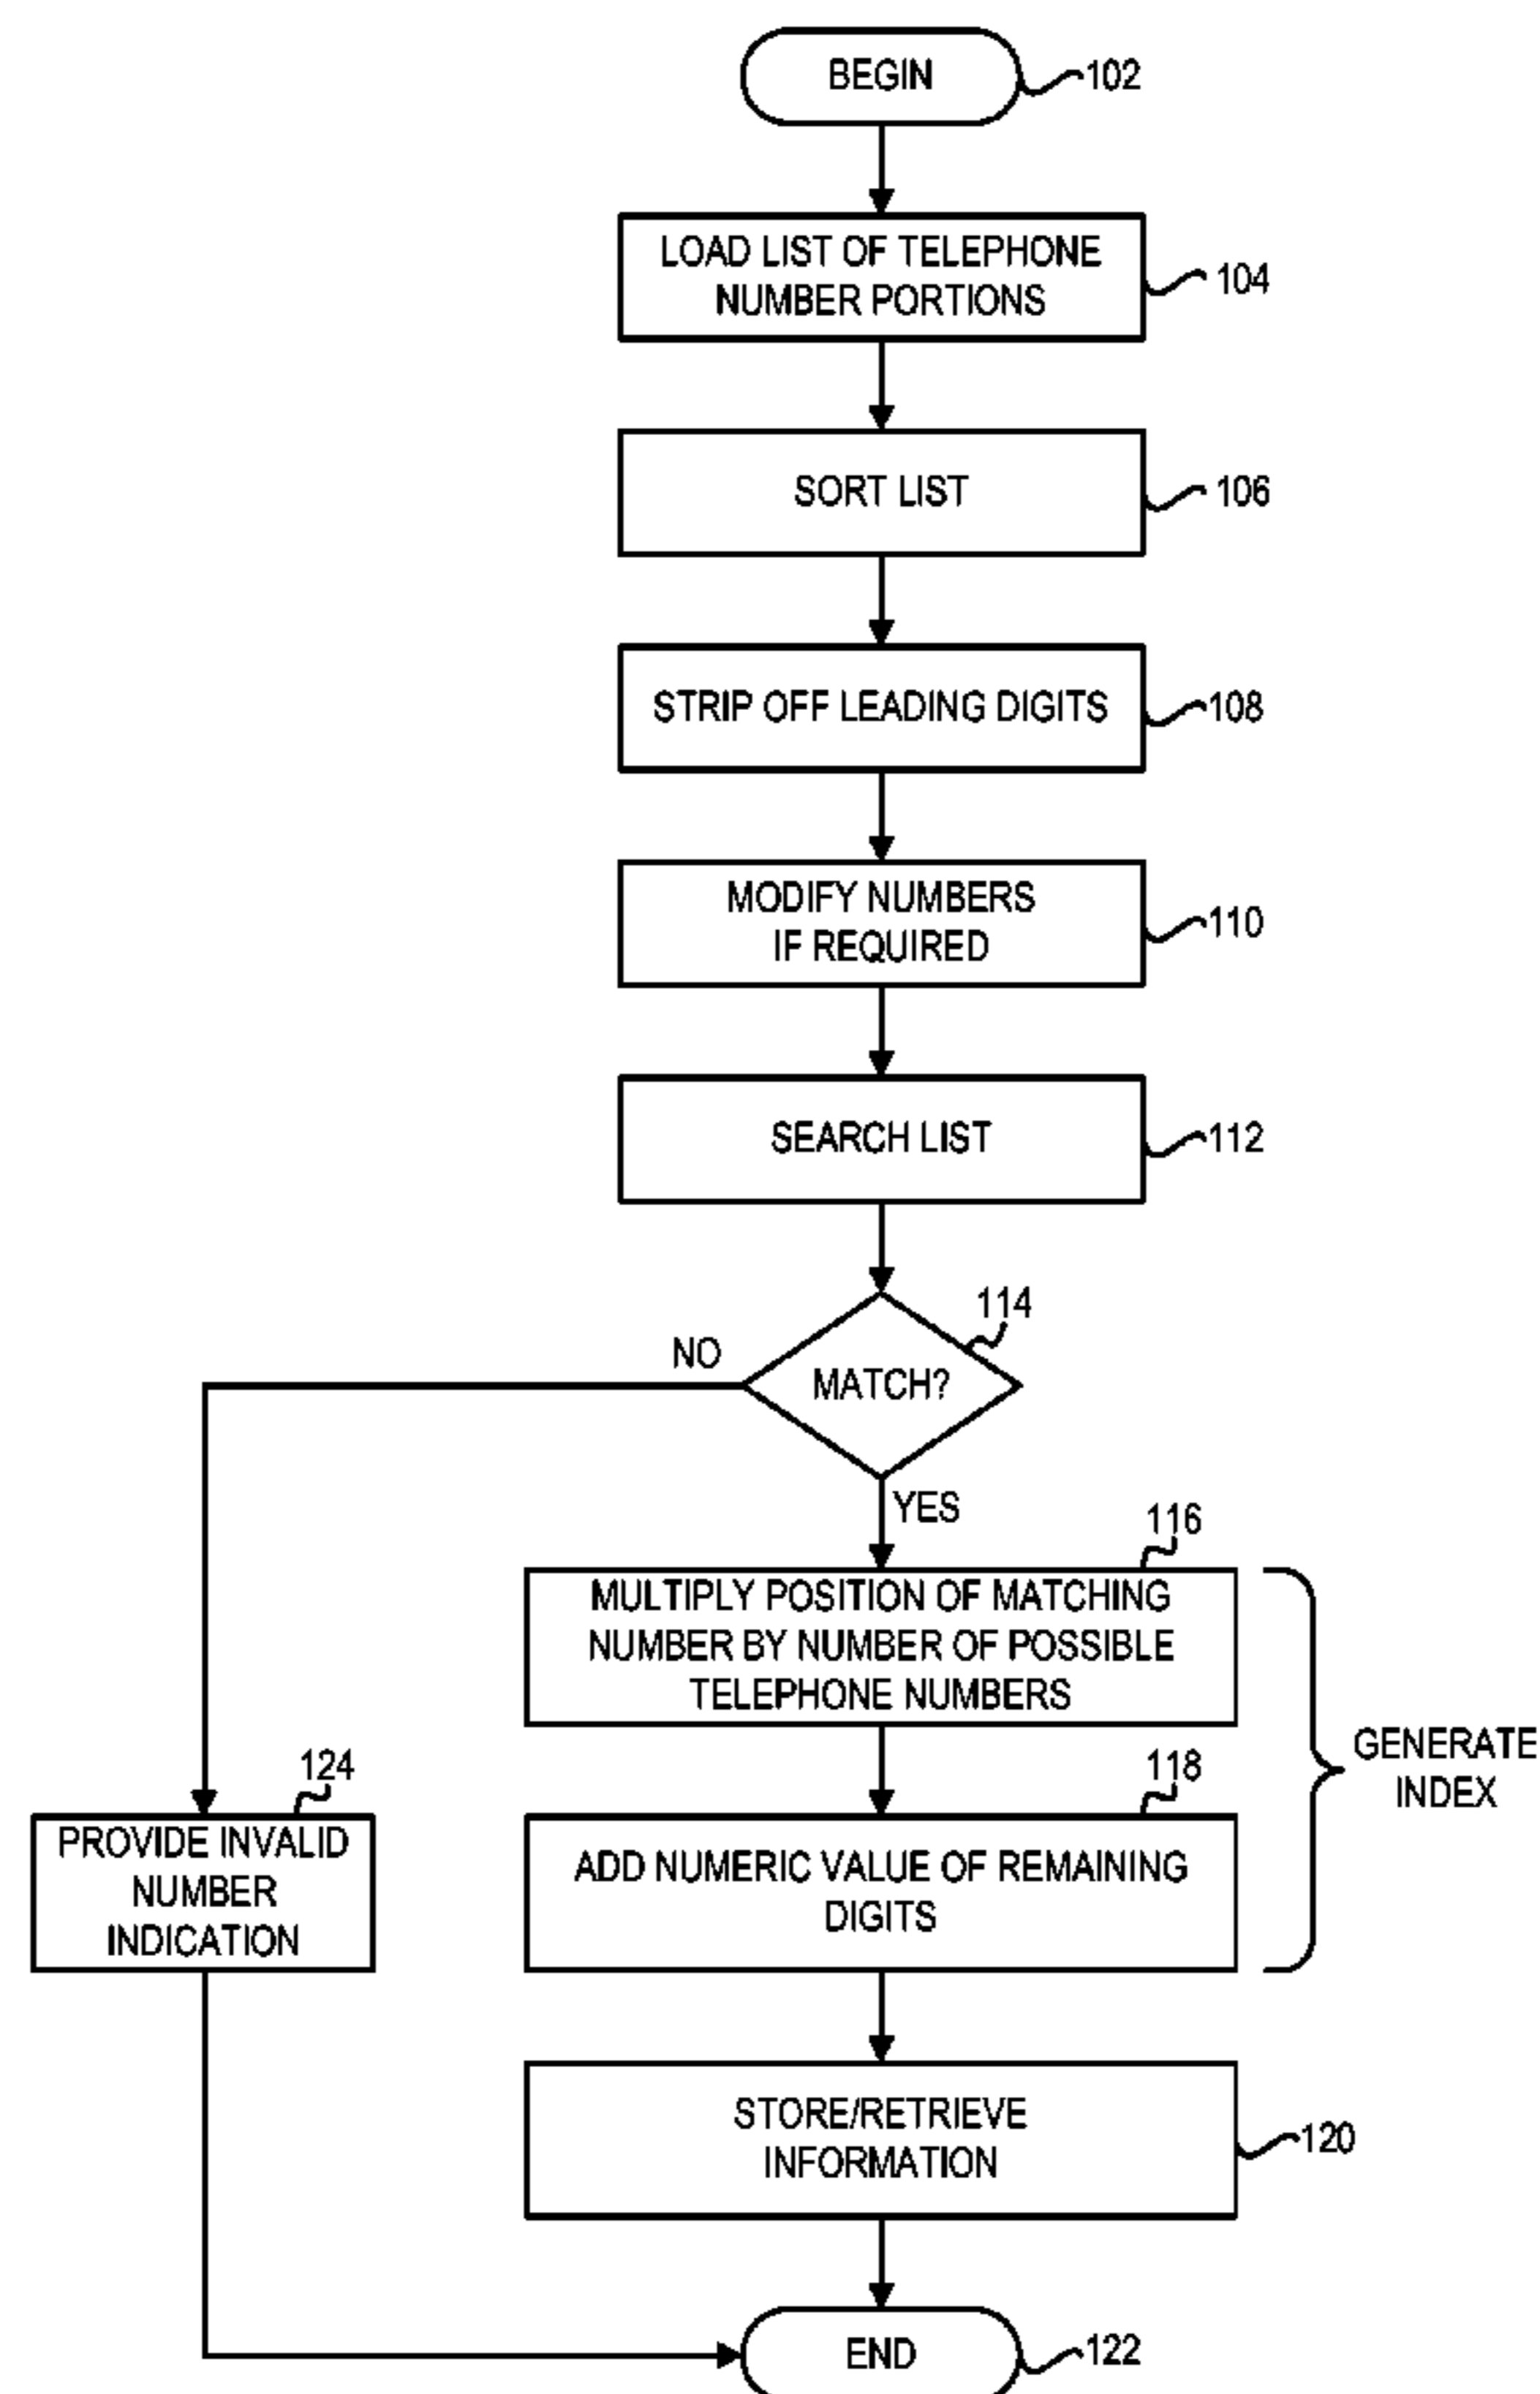 BEGIN
102
LOAD LIST OF TELEPHONE
NUMBER PORTIONS
104
SORT LIST
106
STRIP OFF LEADING DIGITS
108
MODIFY NUMBERS
IF REQUIRED
110
SEARCH LIST
112
114
NO
MATCH?
YES
116
MULTIPLY POSITION OF MATCHING
NUMBER BY NUMBER OF POSSIBLE
TELEPHONE NUMBERS
GENERATE
INDEX
124
PROVIDE INVALID
NUMBER
INDICATION
118
ADD NUMERIC VALUE OF REMAINING
DIGITS
STORE/RETRIEVE
INFORMATION
120
END
122